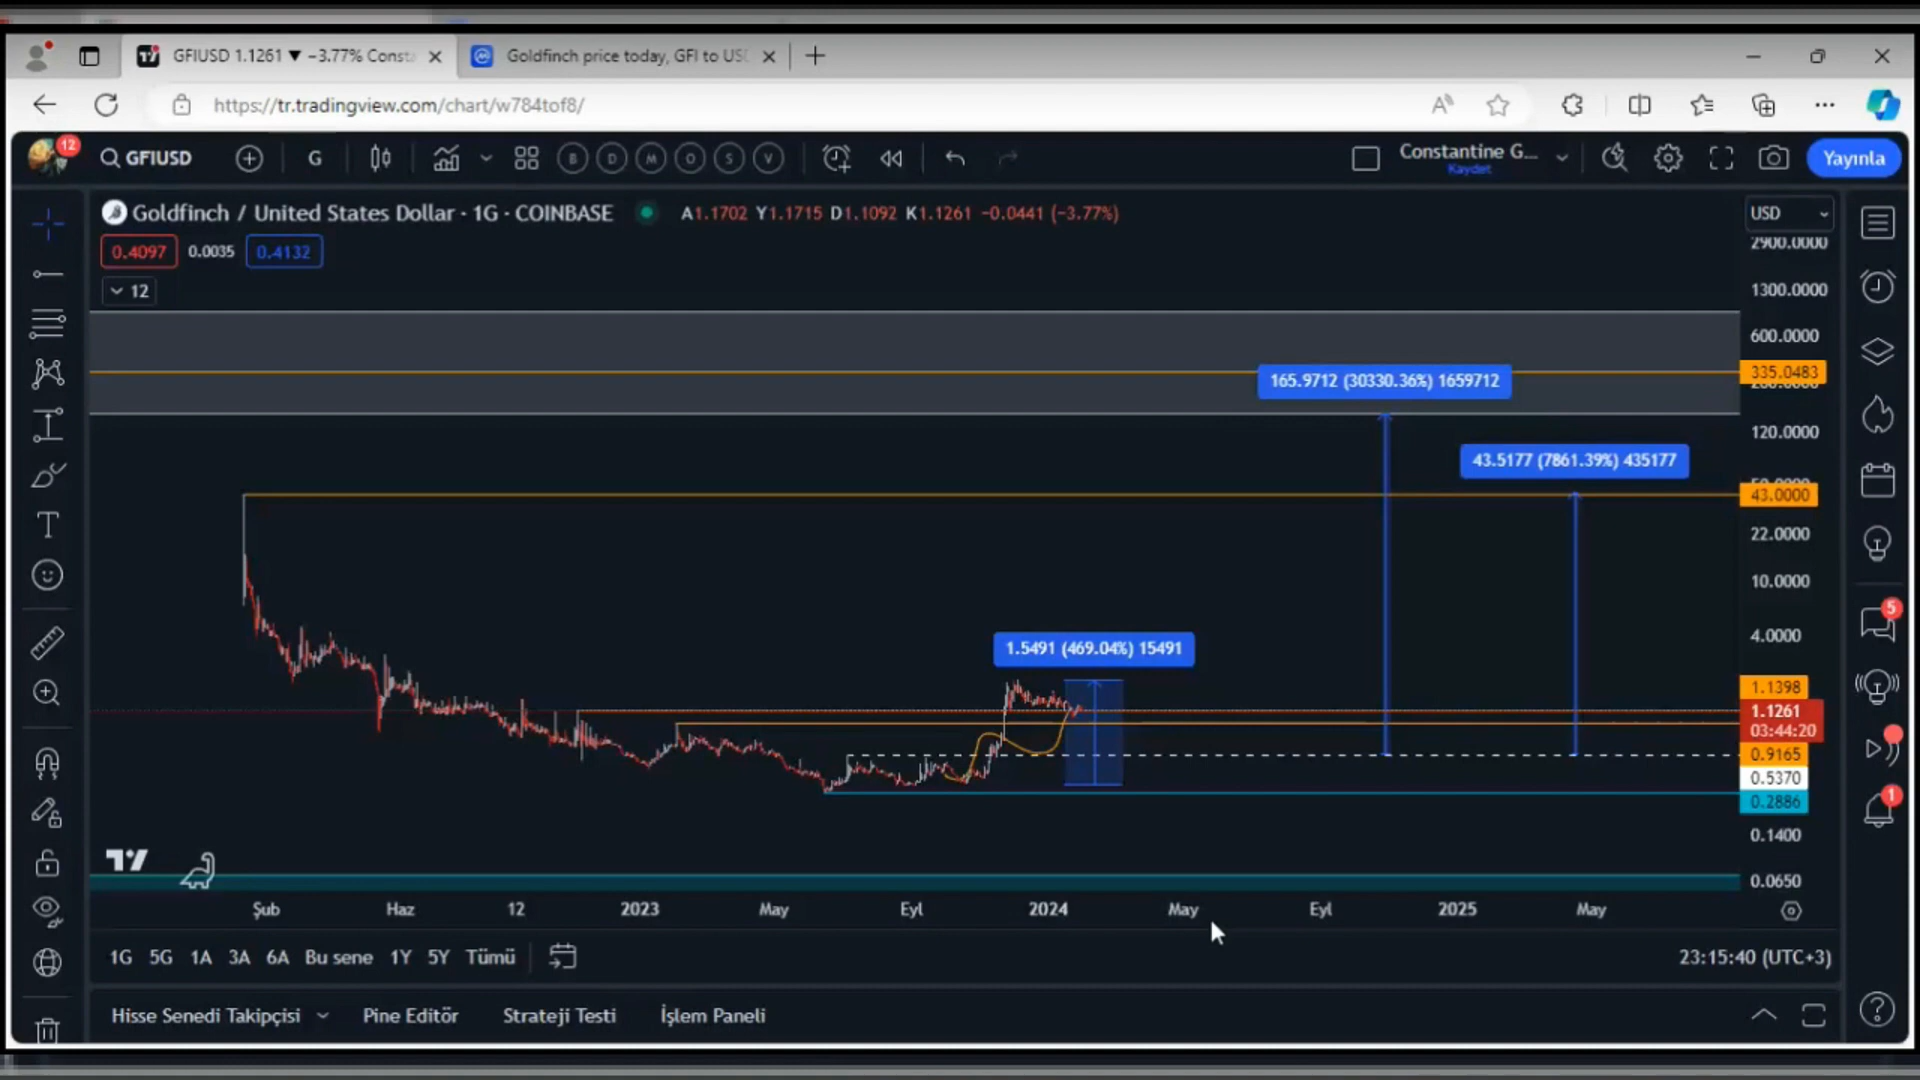 GFIUSD 1.1261 ▼ −3.77% Consta
Goldfinch price today, GFI to USD
https://tr.tradingview.com/chart/w784tof8/
12
GFIUSD
G
B D M O S V
Constantine G...
Kaydet
Yayınla
Goldfinch / United States Dollar · 1G · COINBASE
A1.1702 Y1.1715 D1.1092 K1.1261 −0.0441 (−3.77%)
USD
0.4097 0.0035 0.4132
12
2900.0000
1300.0000
600.0000
335.0483
165.9712 (30330.36%) 1659712
120.0000
43.5177 (7861.39%) 435177
43.0000
22.0000
10.0000
4.0000
1.5491 (469.04%) 15491
1.1398
1.1261
03:44:20
0.9165
0.5370
0.2886
0.1400
0.0650
5
1
Şub Haz 12 2023 May Eyl 2024 May Eyl 2025 May
1G 5G 1A 3A 6A Bu sene 1Y 5Y Tümü
23:15:40 (UTC+3)
Hisse Senedi Takipçisi Pine Editör Strateji Testi İşlem Paneli